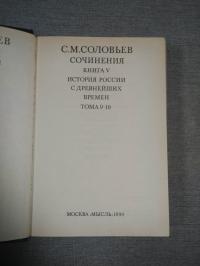 С.М.СОЛОВЬЕВ
СОЧИНЕНИЯ
КНИГА V
ИСТОРИЯ РОССИИ
С ДРЕВНЕЙШИХ
ВРЕМЕН
ТОМА 9-10
МОСКВА «МЫСЛЬ» 1990